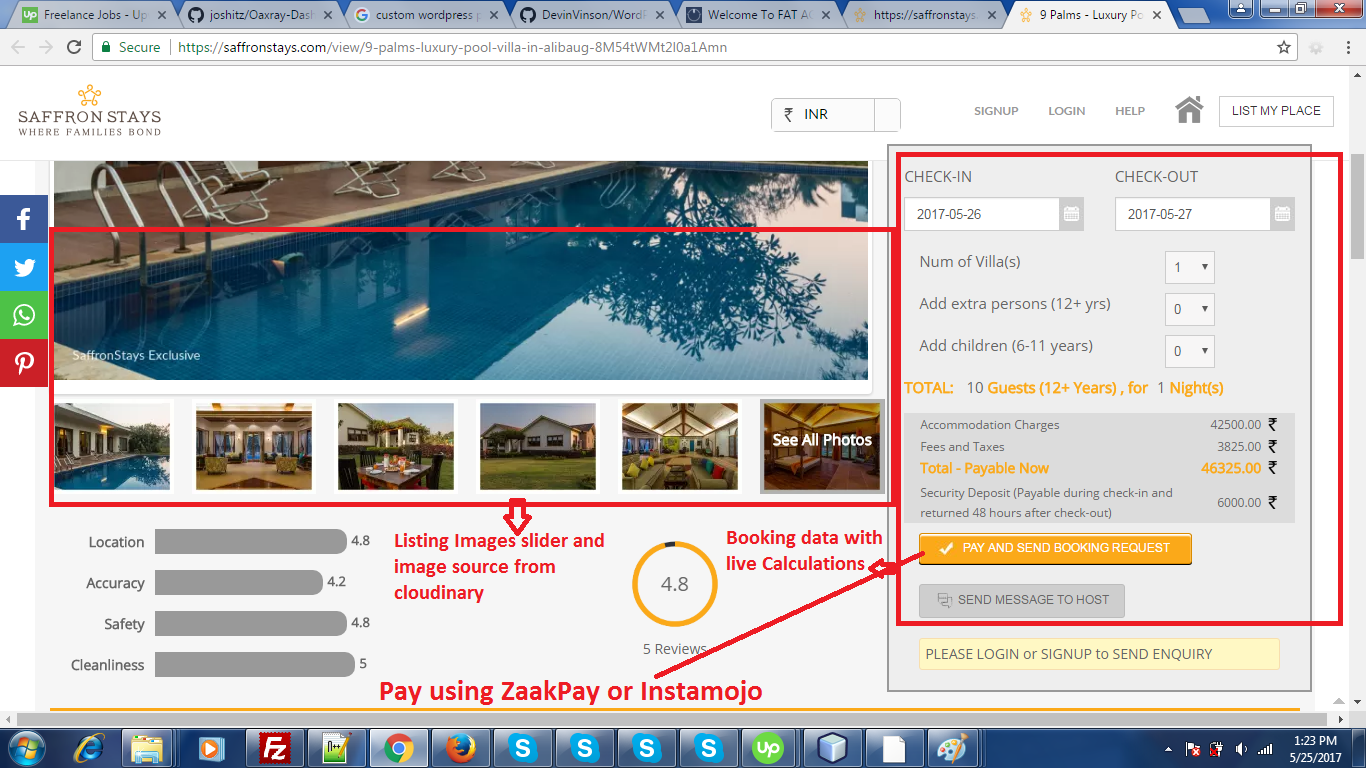 Freelance Jobs - Up
joshitz/Oaxray-Dash
custom wordpress p
DevinVinson/WordP
Welcome To FAT AC
https://saffronstays.
9 Palms - Luxury Po
Secure
https://saffronstays.com/view/9-palms-luxury-pool-villa-in-alibaug-8M54tWMt2l0a1Amn
SAFFRON STAYS
WHERE FAMILIES BOND
₹ INR
SIGNUP
LOGIN
HELP
LIST MY PLACE
CHECK-IN
CHECK-OUT
2017-05-26
2017-05-27
Num of Villa(s)
1
Add extra persons (12+ yrs)
0
Add children (6-11 years)
0
TOTAL: 10 Guests (12+ Years) , for 1 Night(s)
Accommodation Charges 42500.00 ₹
Fees and Taxes 3825.00 ₹
Total - Payable Now 46325.00 ₹
Security Deposit (Payable during check-in and
returned 48 hours after check-out)
6000.00 ₹
PAY AND SEND BOOKING REQUEST
SEND MESSAGE TO HOST
PLEASE LOGIN or SIGNUP to SEND ENQUIRY
SaffronStays Exclusive
See All Photos
Location 4.8
Accuracy 4.2
Safety 4.8
Cleanliness 5
Listing Images slider and
image source from
cloudinary
4.8
5 Reviews
Booking data with
live Calculations
Pay using ZaakPay or Instamojo
1:23 PM
5/25/2017